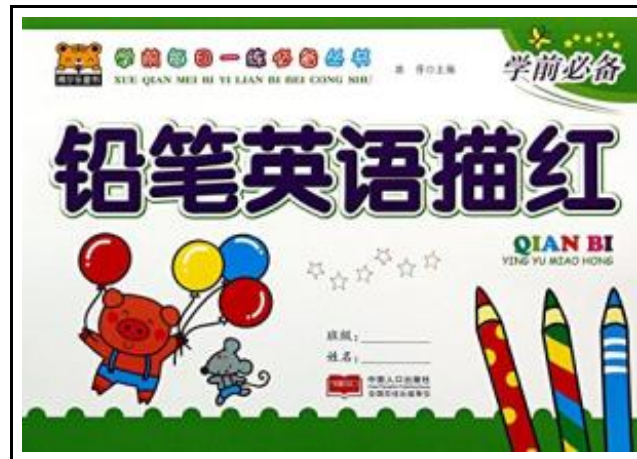 学前每日一练必备丛书
XUE QIAN MEI RI YI LIAN BI BEI CONG SHU
主编
学前必备
铅笔英语描红
QIAN BI
YING YU MIAO HONG
班级:
姓名:
中国人口出版社